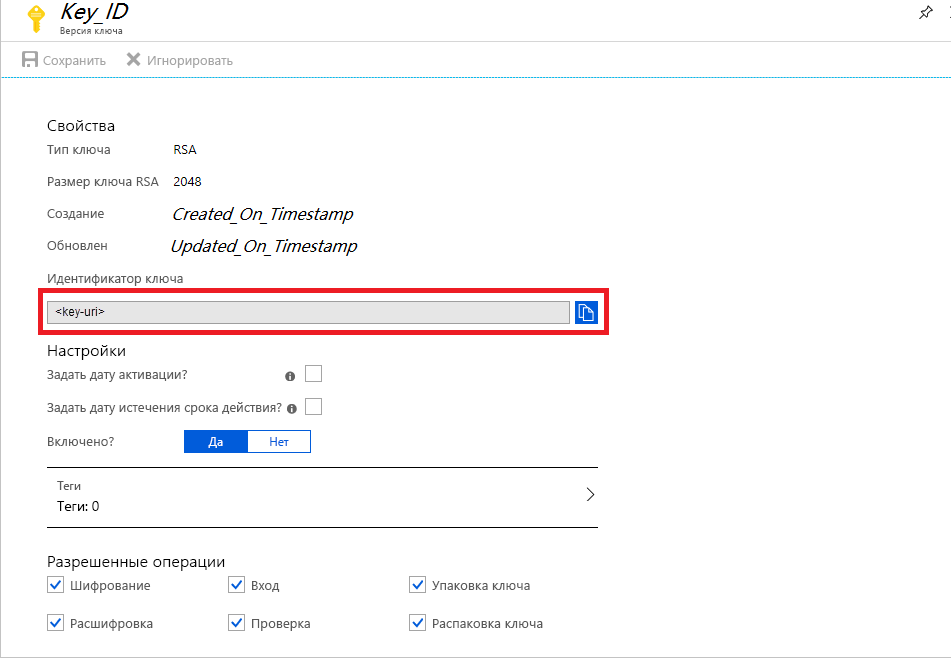 Key_ID
Версия ключа
Сохранить Игнорировать
Свойства
Тип ключа RSA
Размер ключа RSA 2048
Создание Created_On_Timestamp
Обновлен Updated_On_Timestamp
Идентификатор ключа
<key-uri>
Настройки
Задать дату активации?
Задать дату истечения срока действия?
Включено? Да Нет
Теги
Теги: 0
Разрешенные операции
Шифрование Вход Упаковка ключа
Расшифровка Проверка Распаковка ключа